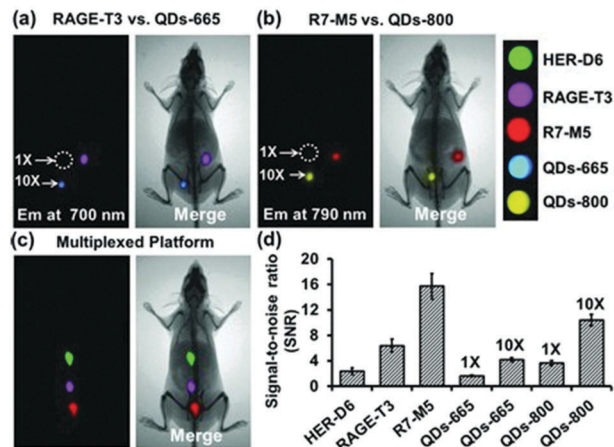 (a) RAGE-T3 vs. QDs-665
1X
10X
Em at 700 nm
Merge
(b) R7-M5 vs. QDs-800
1X
10X
Em at 790 nm
Merge
HER-D6
RAGE-T3
R7-M5
QDs-665
QDs-800
(c) Multiplexed Platform
Merge
(d)
Signal-to-noise ratio
(SNR)
20
16
12
8
4
0
1X
10X
1X
10X
HER-D6
RAGE-T3
R7-M5
QDs-665
QDs-665
QDs-800
QDs-800